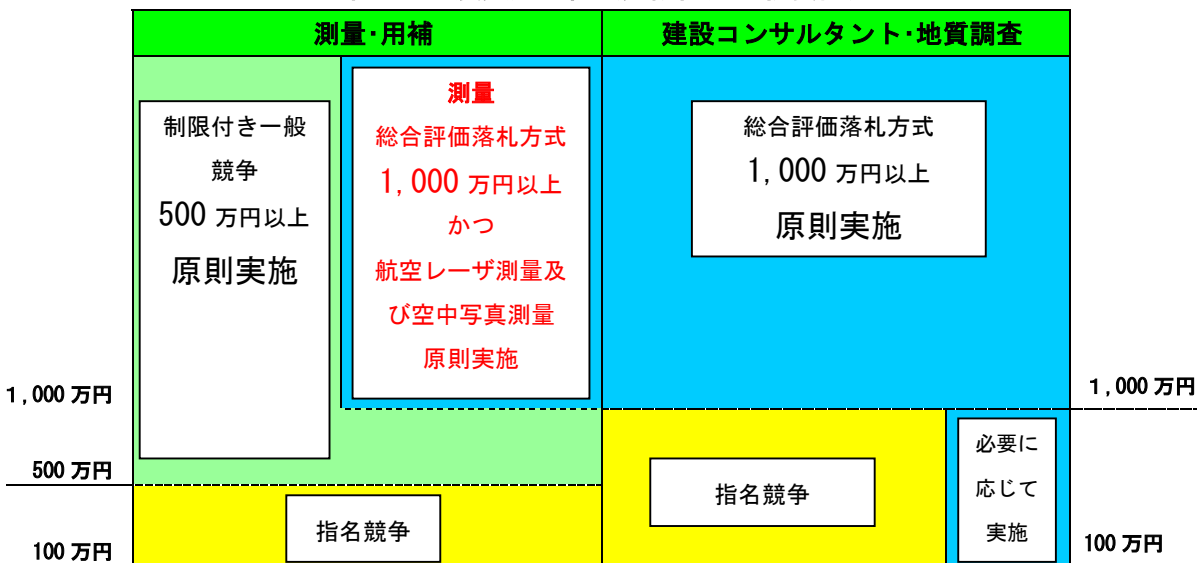 測量･用補
建設コンサルタント･地質調査
制限付き一般
競争
500 万円以上
原則実施
測量
総合評価落札方式
1,000 万円以上
かつ
航空レーザ測量及
び空中写真測量
原則実施
総合評価落札方式
1,000 万円以上
原則実施
1,000 万円
1,000 万円
500 万円
指名競争
100 万円
指名競争
必要に
応じて
実施
100 万円